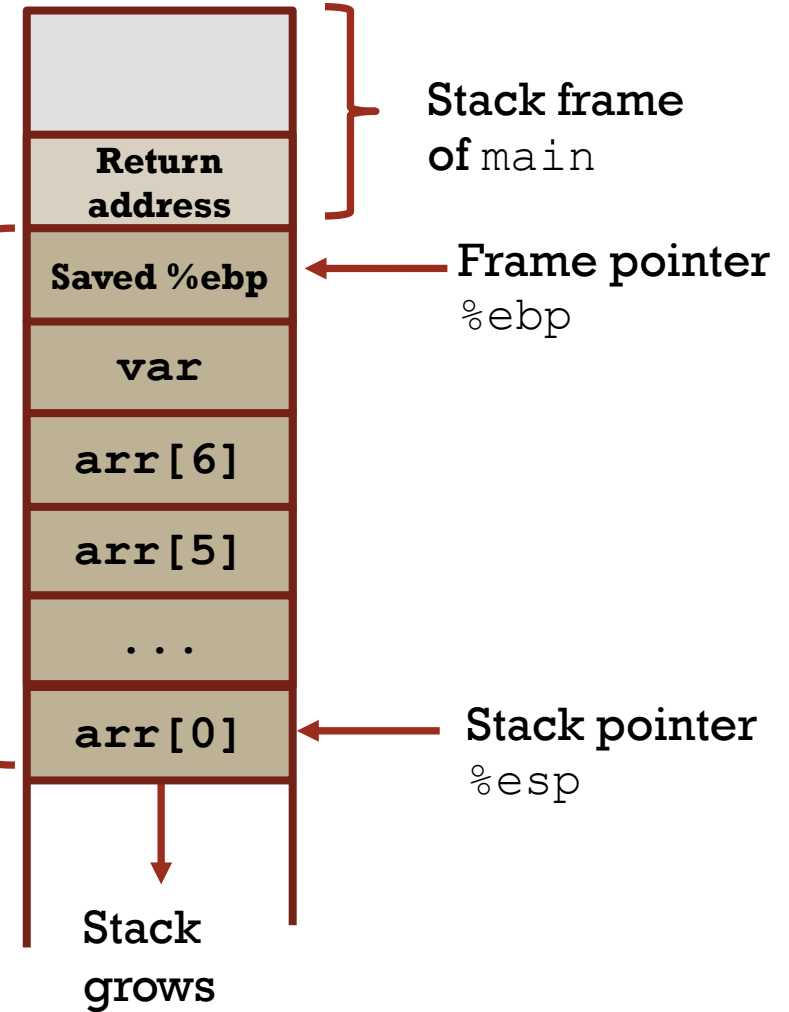 Stack frame
of main
Return
address
Saved %ebp
Frame pointer
%ebp
var
arr[6]
arr[5]
...
arr[0]
Stack pointer
%esp
Stack
grows